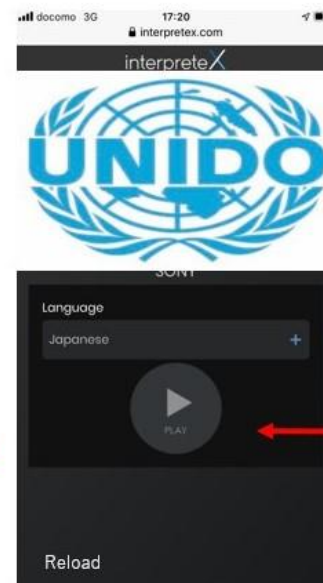 docomo 3G 17:20
interpretex.com
interpreteX
UNIDO
SONY
Language
Japanese +
PLAY
Reload